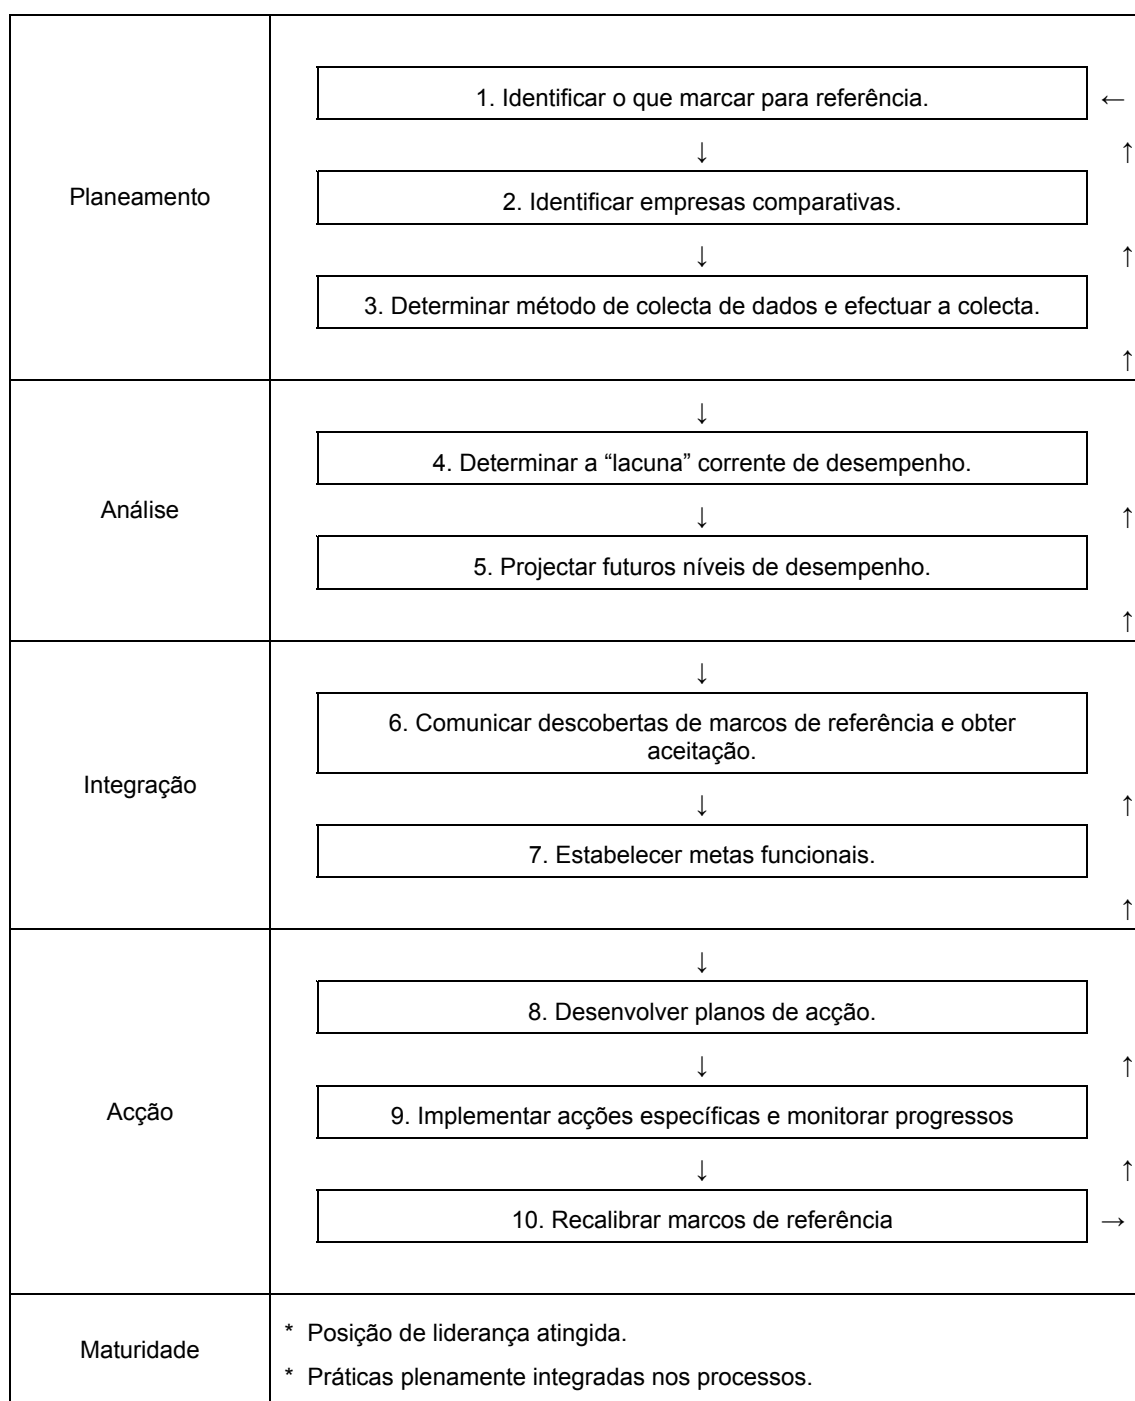 Planeamento
1. Identificar o que marcar para referência.
←
↓ ↑
2. Identificar empresas comparativas.
↓ ↑
3. Determinar método de colecta de dados e efectuar a colecta.
↑
Análise
↓
4. Determinar a “lacuna” corrente de desempenho.
↓ ↑
5. Projectar futuros níveis de desempenho.
↑
Integração
↓
6. Comunicar descobertas de marcos de referência e obter
aceitação.
↓ ↑
7. Estabelecer metas funcionais.
↑
Acção
↓
8. Desenvolver planos de acção.
↓ ↑
9. Implementar acções específicas e monitorar progressos
↓ ↑
10. Recalibrar marcos de referência
→
Maturidade
* Posição de liderança atingida.
* Práticas plenamente integradas nos processos.